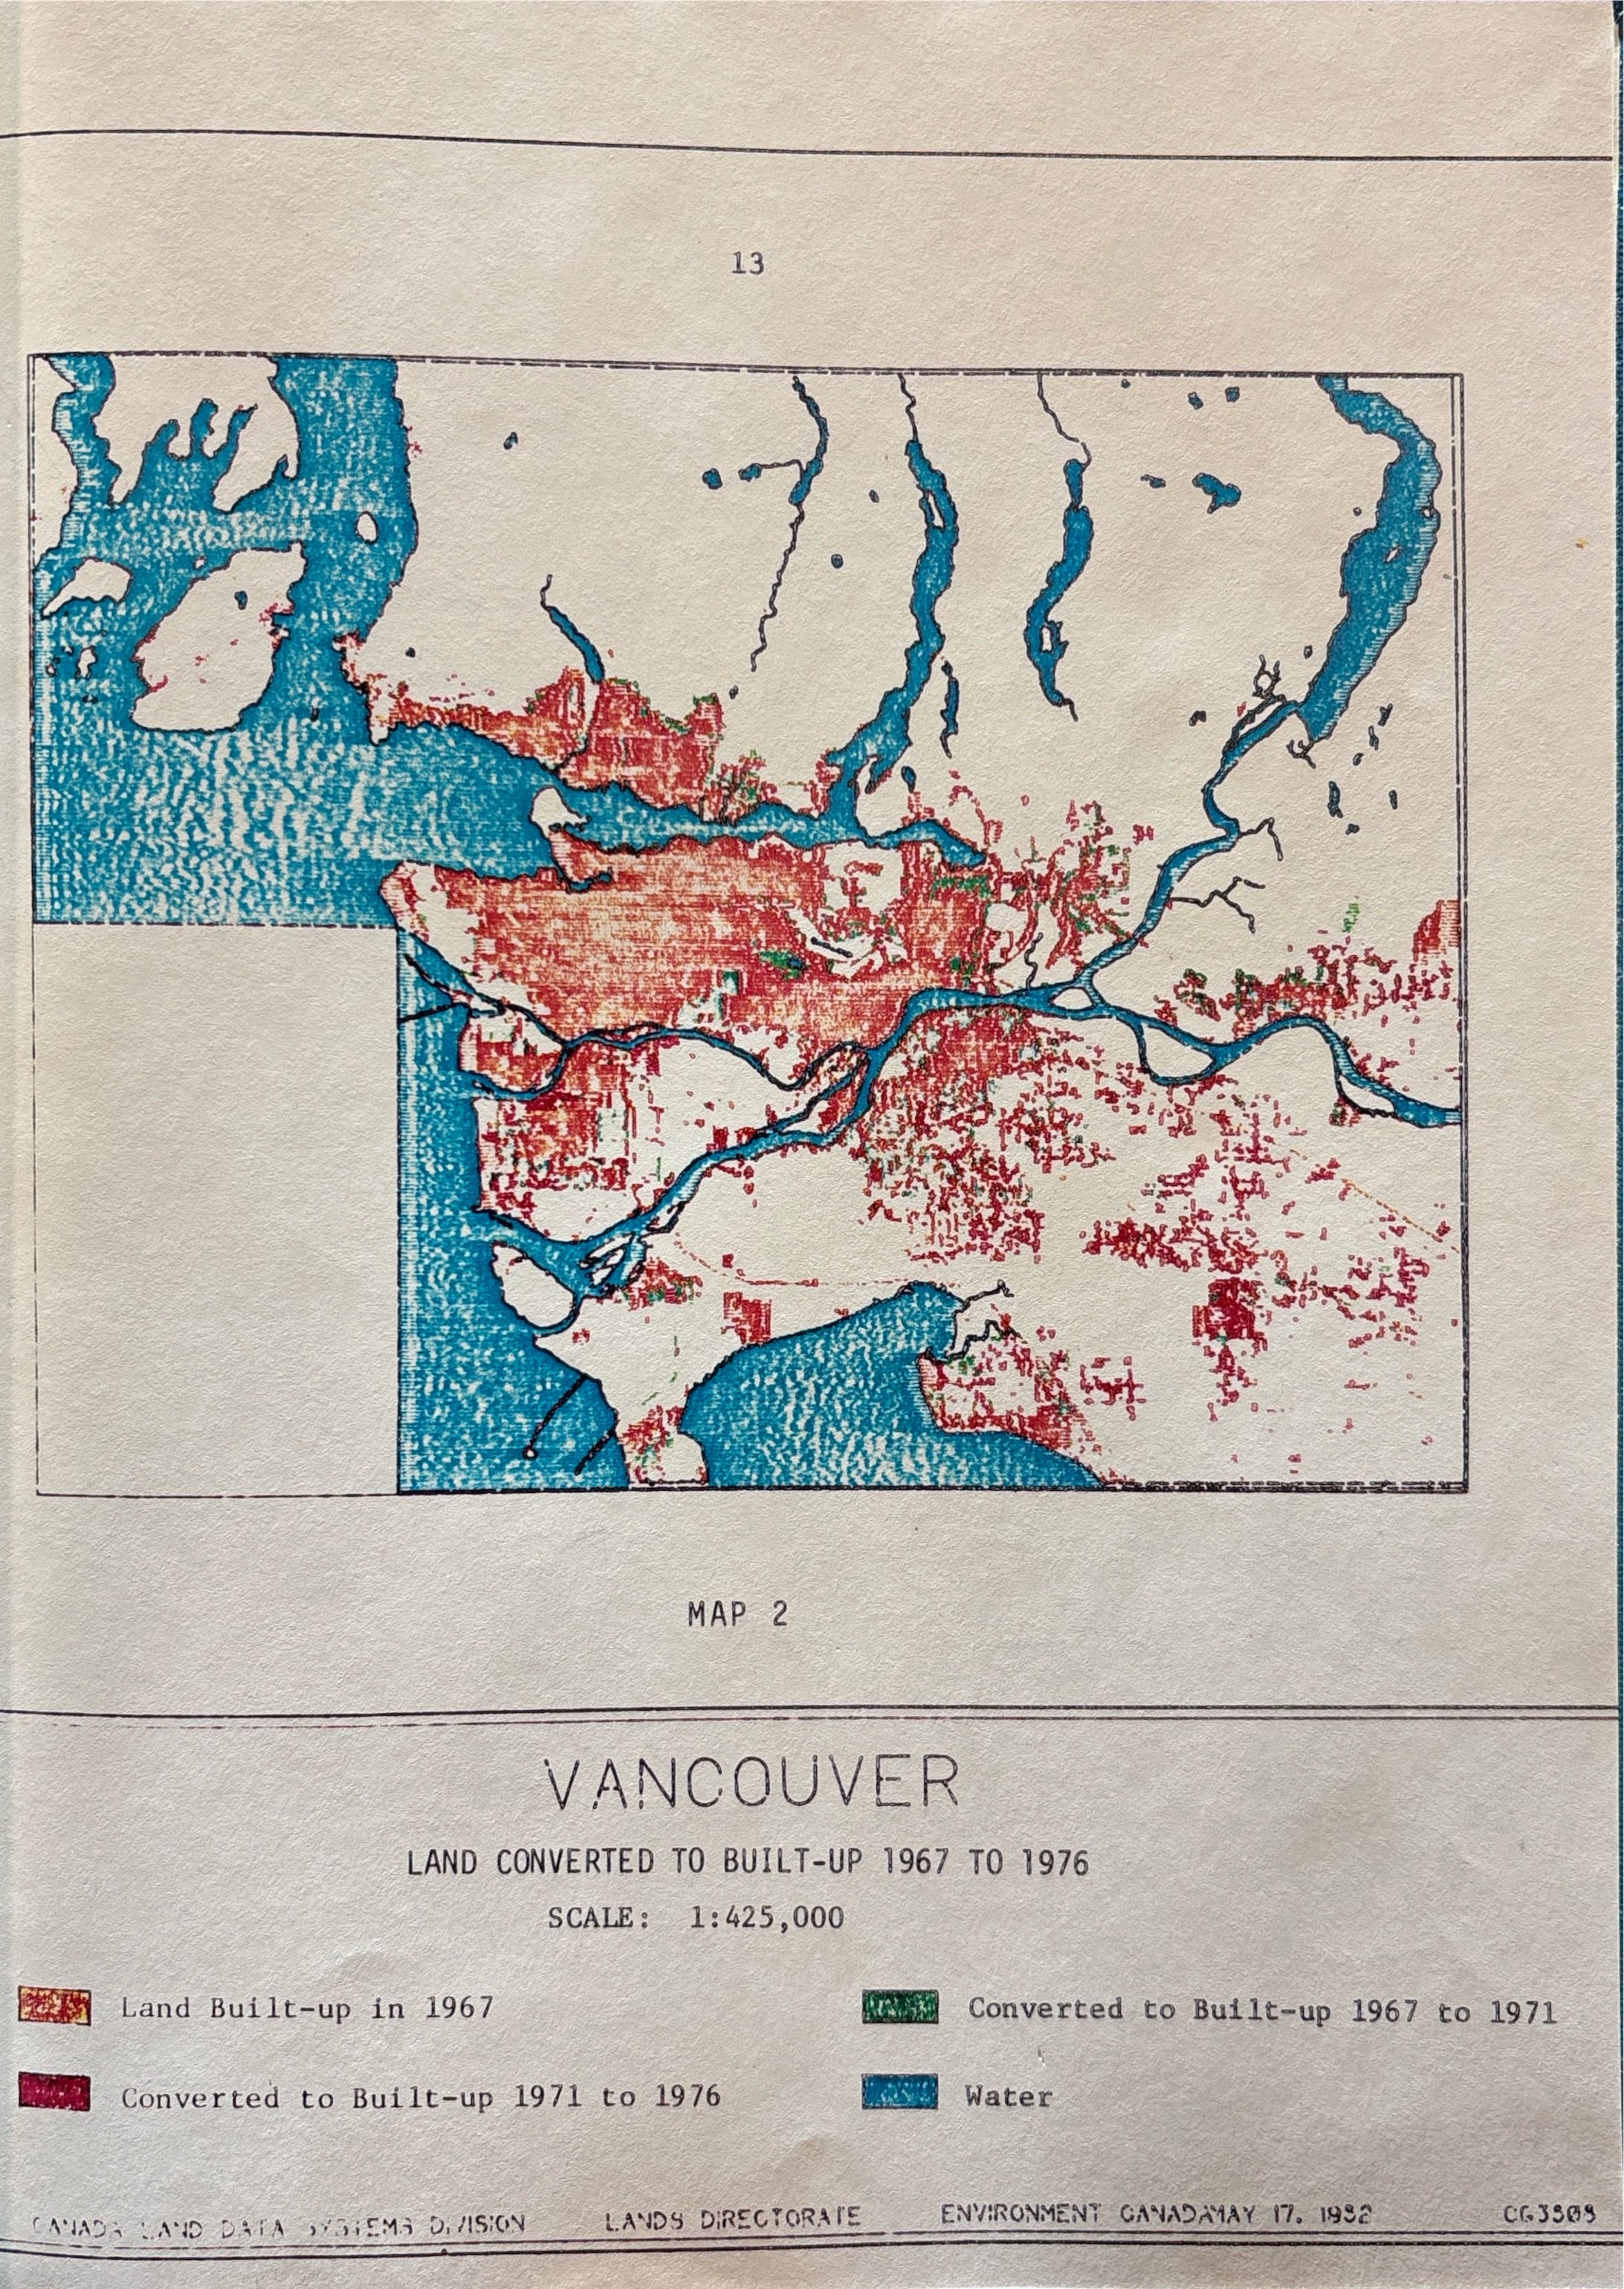 13
MAP 2
VANCOUVER
LAND CONVERTED TO BUILT-UP 1967 TO 1976
SCALE: 1:425,000
Land Built-up in 1967
Converted to Built-up 1967 to 1971
Converted to Built-up 1971 to 1976
Water
CANADA LAND DATA SYSTEMS DIVISION LANDS DIRECTORATE ENVIRONMENT CANADA MAY 17. 1982